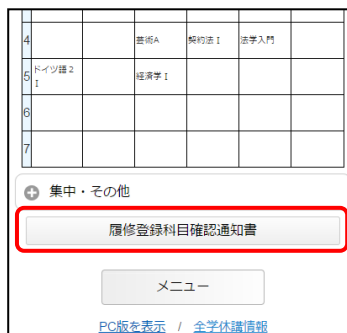 4 芸術A 契約法Ⅰ 法学入門
5 ドイツ語2 経済学Ⅰ
Ⅰ
6
7
集中・その他
履修登録科目確認通知書
メニュー
PC版を表示 / 全学休講情報